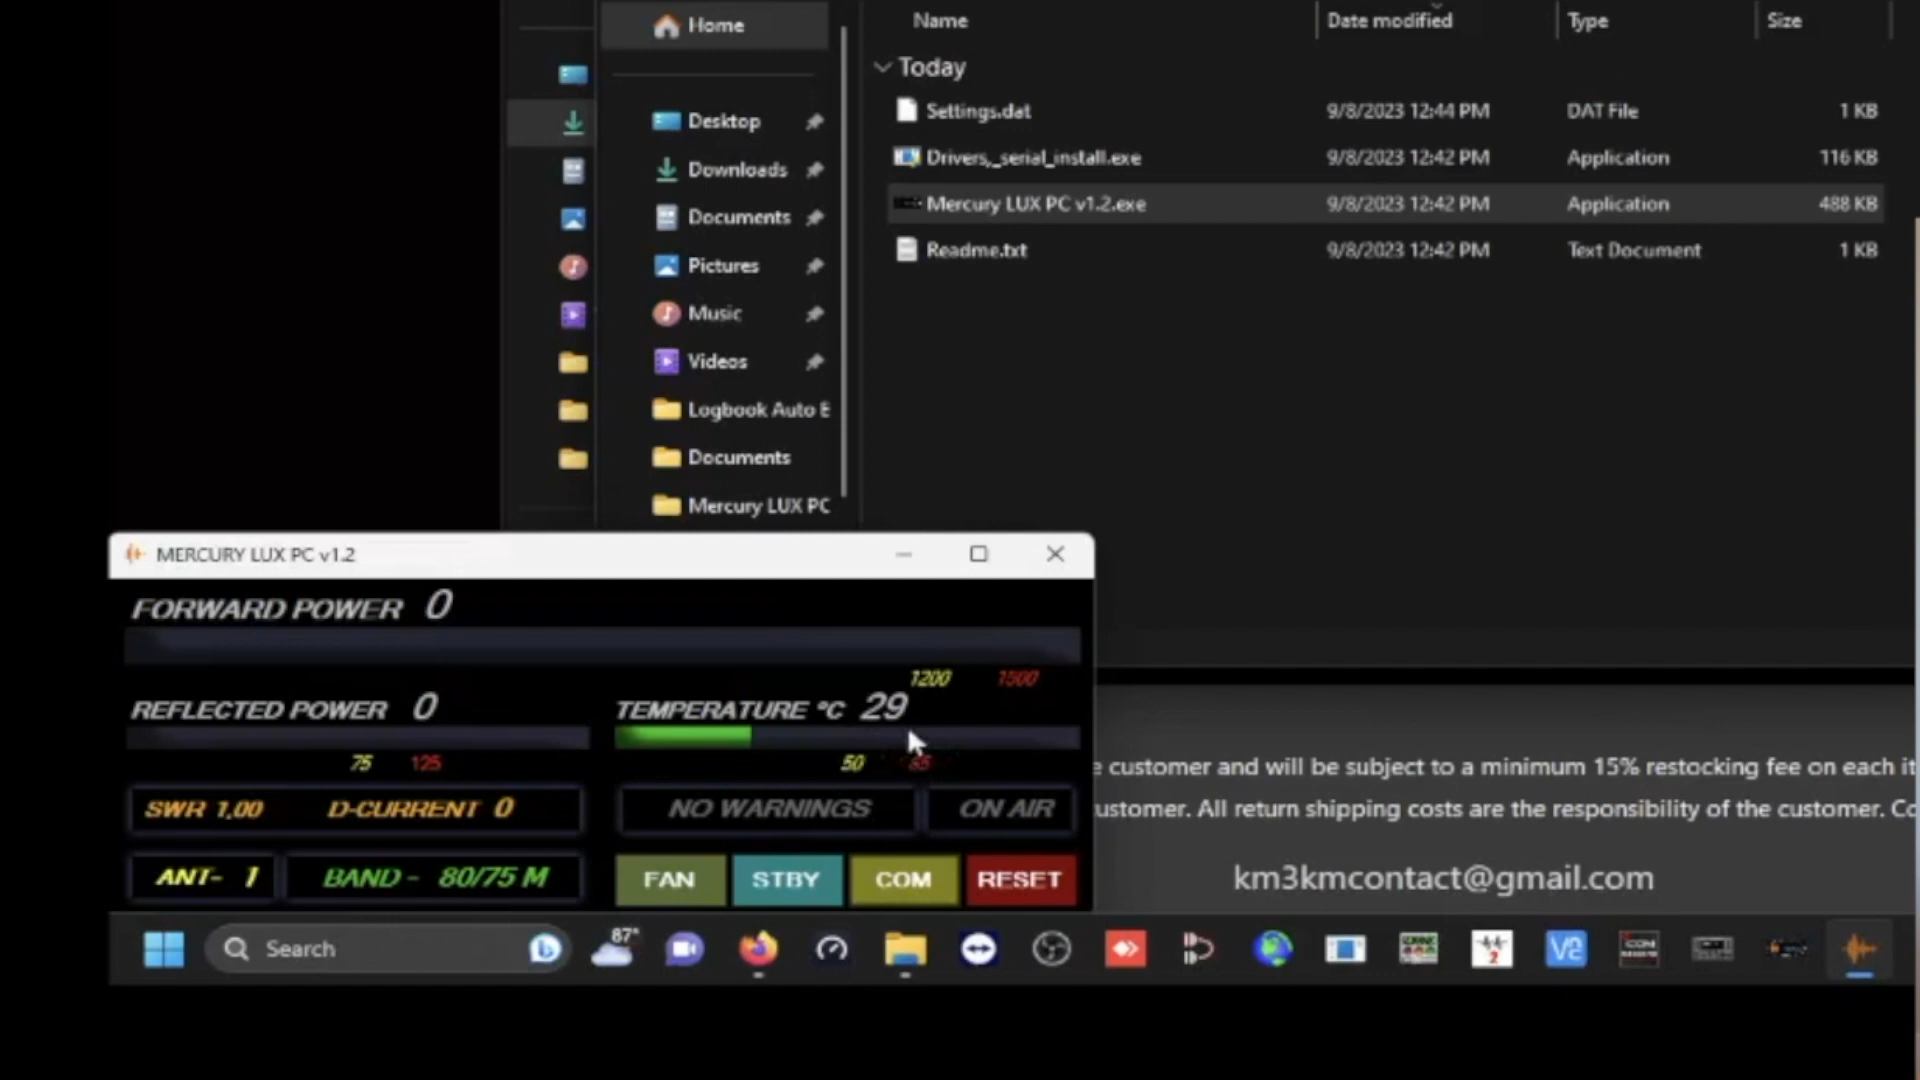 Home
Desktop
Downloads
Documents
Pictures
Music
Videos
Logbook Auto E
Documents
Mercury LUX PC
Name Date modified Type Size
Today
Settings.dat 9/8/2023 12:44 PM DAT File 1 KB
Drivers,_serial_install.exe 9/8/2023 12:42 PM Application 116 KB
Mercury LUX PC v1.2.exe 9/8/2023 12:42 PM Application 488 KB
Readme.txt 9/8/2023 12:42 PM Text Document 1 KB
MERCURY LUX PC v1.2
FORWARD POWER 0
1200 1500
REFLECTED POWER 0 TEMPERATURE ºC 29
75 125 50
SWR 1,00 D-CURRENT 0 NO WARNINGS ON AIR
ANT- 1 BAND - 80/75 M FAN STBY COM RESET
e customer and will be subject to a minimum 15% restocking fee on each it
ustomer. All return shipping costs are the responsibility of the customer. Co
km3kmcontact@gmail.com
Search 87°